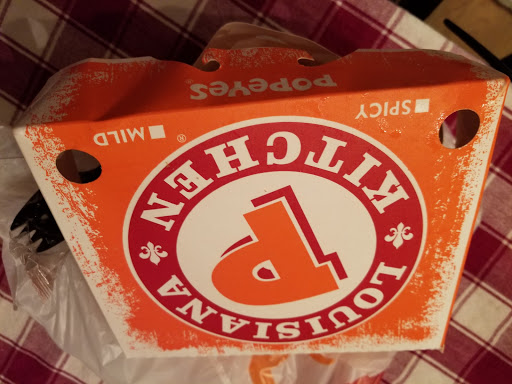 LOUISIANA
P
KITCHEN
®
SPICY
MILD
POPEYES